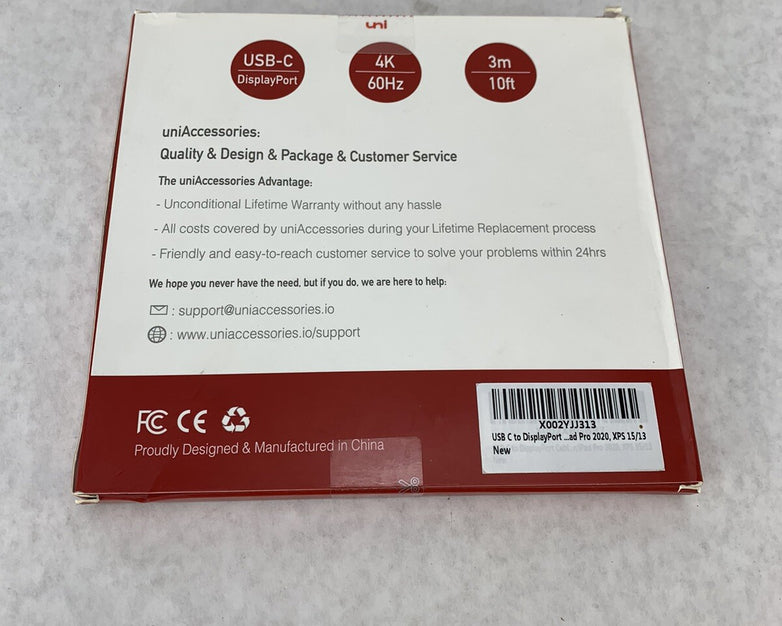 uni
USB-C
DisplayPort
4K
60Hz
3m
10ft
uniAccessories:
Quality & Design & Package & Customer Service
The uniAccessories Advantage:
- Unconditional Lifetime Warranty without any hassle
- All costs covered by uniAccessories during your Lifetime Replacement process
- Friendly and easy-to-reach customer service to solve your problems within 24hrs
We hope you never have the need, but if you do, we are here to help:
: support@uniaccessories.io
: www.uniaccessories.io/support
FC CE
Proudly Designed & Manufactured in China
X002YJJ313
USB C to DisplayPort ...ad Pro 2020, XPS 15/13
New